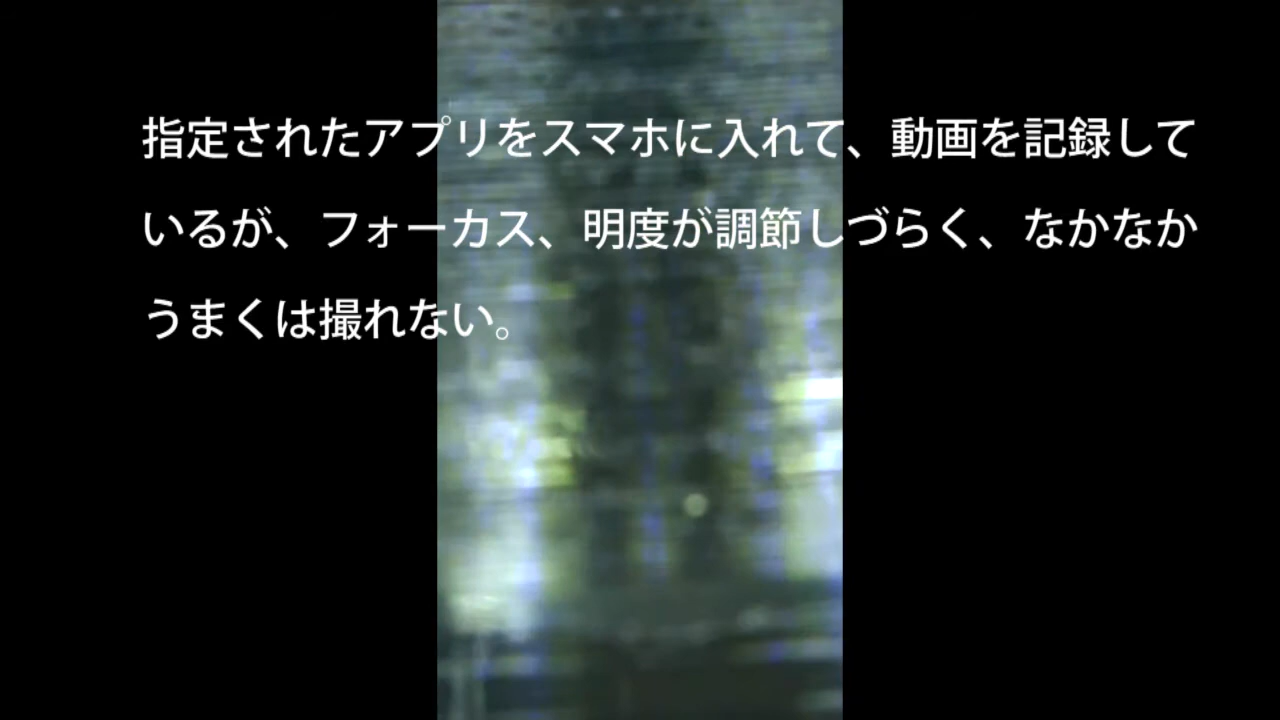 指定されたアプリをスマホに入れて、動画を記録して
いるが、フォーカス、明度が調節しづらく、なかなか
うまくは撮れない。